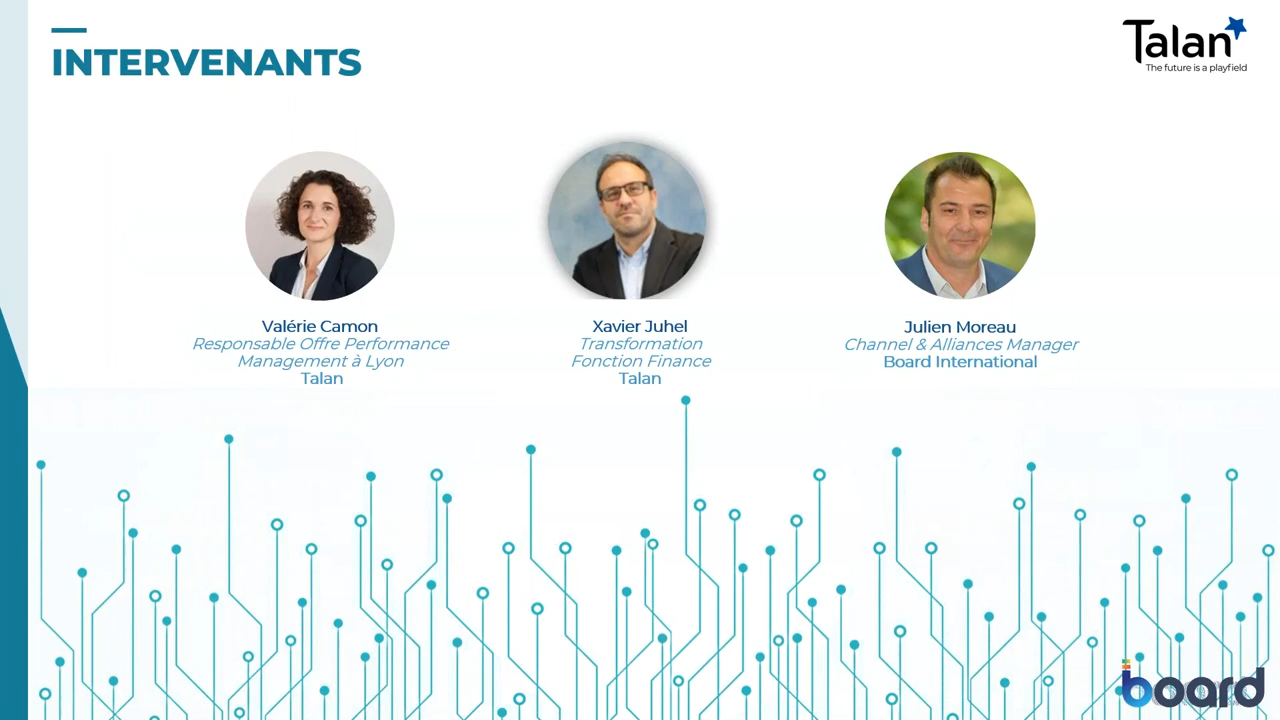 INTERVENANTS
Talan
The future is a playfield
Valérie Camon
Responsable Offre Performance
Management à Lyon
Talan
Xavier Juhel
Transformation
Fonction Finance
Talan
Julien Moreau
Channel & Alliances Manager
Board International
board